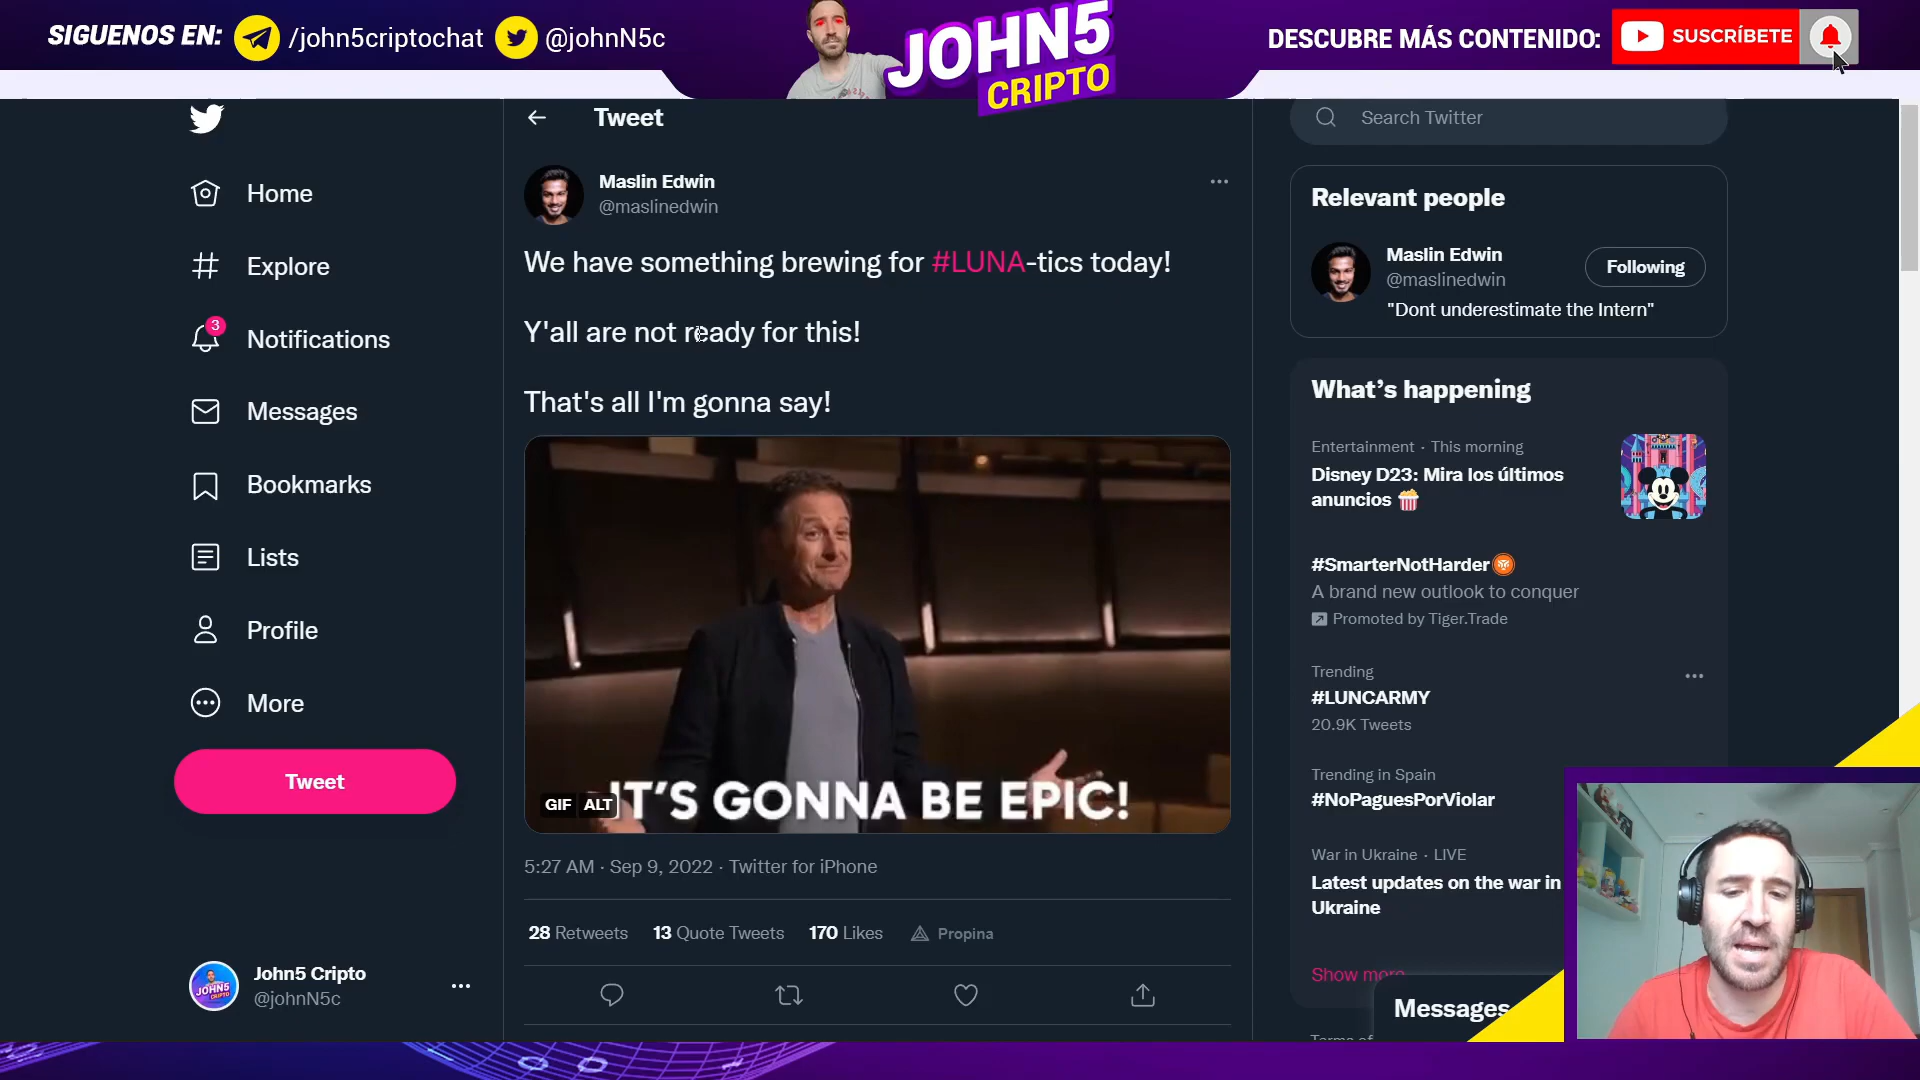 SIGUENOS EN: /john5criptochat @johnN5c
JOHN5
CRIPTO
DESCUBRE MÁS CONTENIDO: SUSCRÍBETE
Home
Explore
3
Notifications
Messages
Bookmarks
Lists
Profile
More
Tweet
John5 Cripto
@johnN5c
JOHN5
Tweet
Maslin Edwin
@maslinedwin
We have something brewing for #LUNA-tics today!
Y'all are not ready for this!
That's all I'm gonna say!
IT'S GONNA BE EPIC!
GIF ALT
5:27 AM · Sep 9, 2022 · Twitter for iPhone
28 Retweets 13 Quote Tweets 170 Likes Propina
Search Twitter
Relevant people
Maslin Edwin
@maslinedwin
Following
"Dont underestimate the Intern"
What's happening
Entertainment · This morning
Disney D23: Mira los últimos
anuncios
#SmarterNotHarder
A brand new outlook to conquer
Promoted by Tiger.Trade
Trending
#LUNCARMY
20.9K Tweets
Trending in Spain
#NoPaguesPorViolar
War in Ukraine · LIVE
Latest updates on the war in
Ukraine
Show more
Messages
Terms of